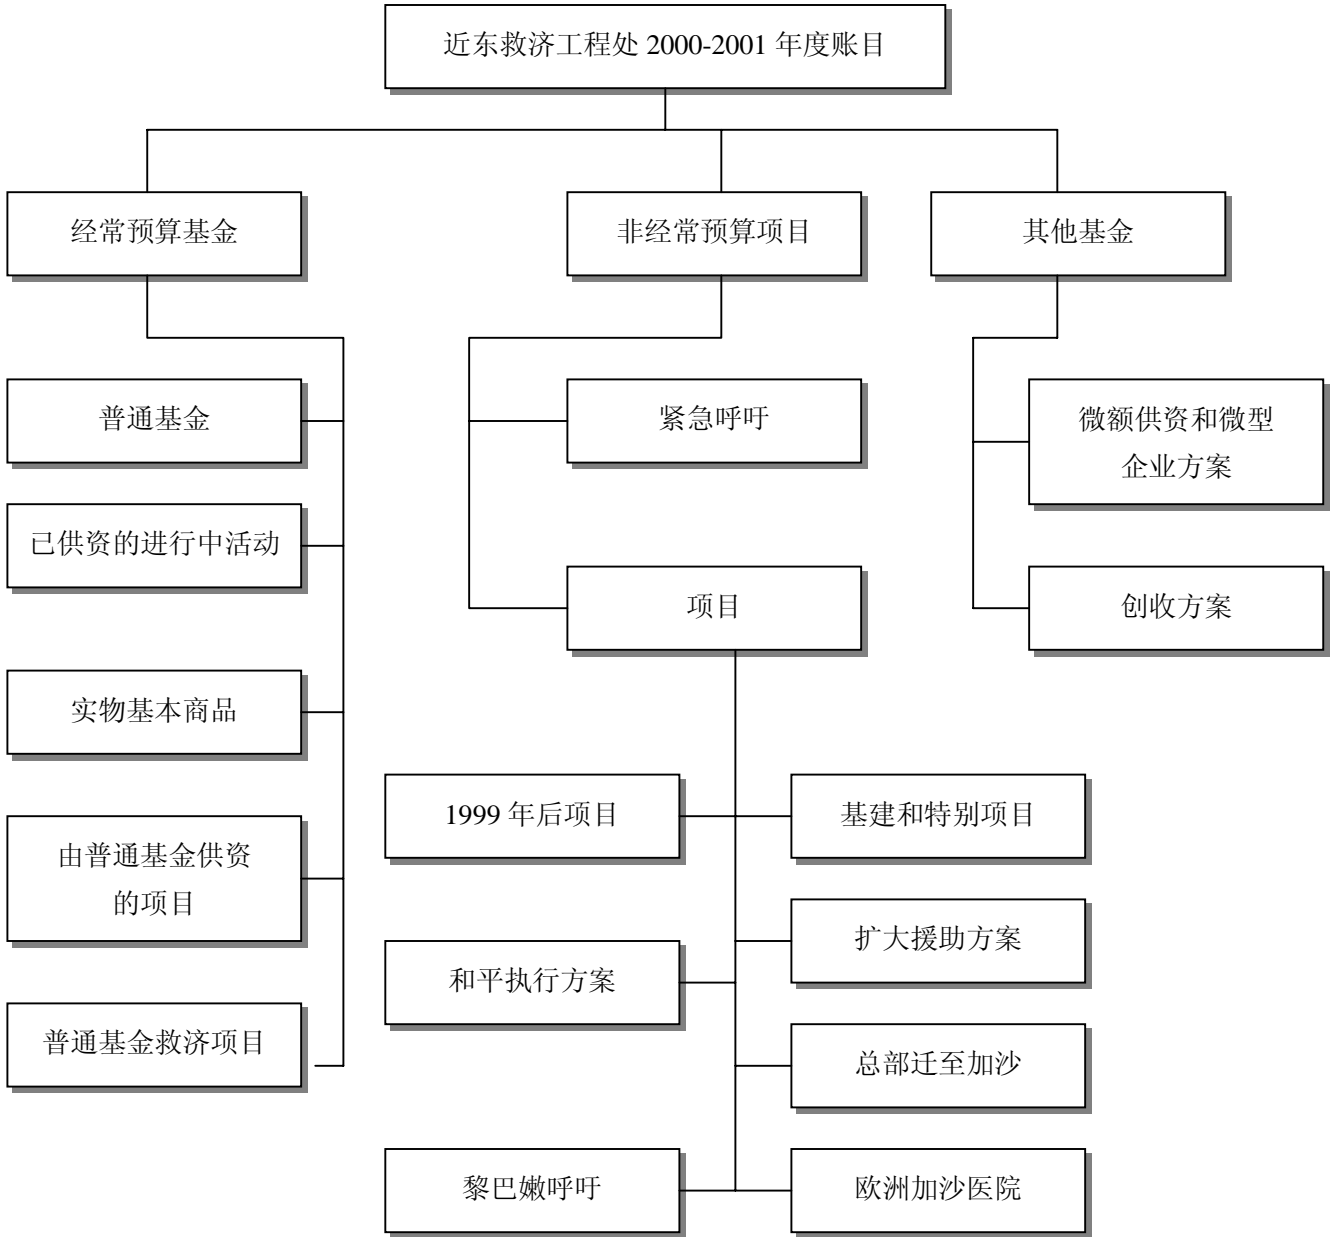 近东救济工程处 2000-2001 年度账目
经常预算基金
非经常预算项目
其他基金
普通基金
已供资的进行中活动
实物基本商品
由普通基金供资
的项目
普通基金救济项目
紧急呼吁
项目
1999 年后项目
和平执行方案
黎巴嫩呼吁
基建和特别项目
扩大援助方案
总部迁至加沙
欧洲加沙医院
微额供资和微型
企业方案
创收方案